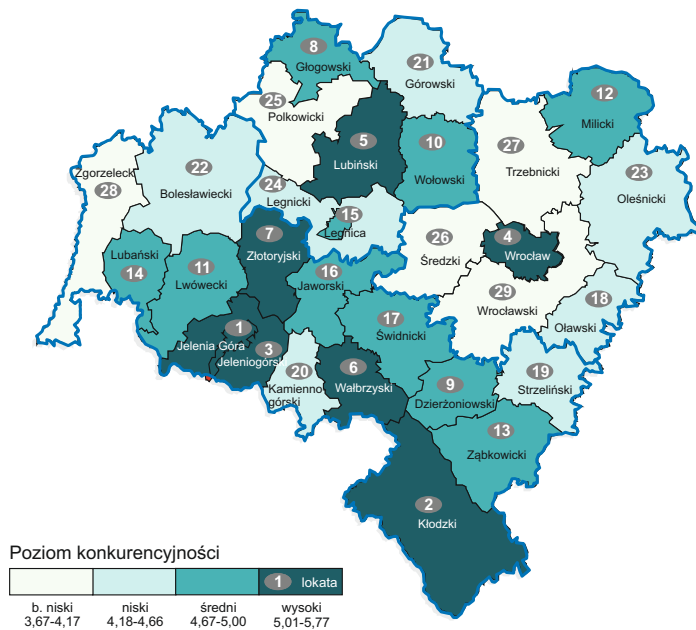 8
Głogowski
21
Górowski
25
Polkowicki
12
Milicki
5
Lubiński
10
Wołowski
27
Trzebnicki
23
Oleśnicki
Zgorzeleck
28
22
Bolesławiecki
24
Legnicki
15
Legnica
7
Złotoryjski
26
Średzki
4
Wrocław
Lubański
14
11
Lwówecki
16
Jaworski
29
Wrocławski
18
Oławski
17
Świdnicki
1
Jelenia Góra
3
Jeleniogórsk
20
Kamienno
górski
6
Wałbrzyski
9
Dzierżoniowski
19
Strzeliński
13
Ząbkowicki
2
Kłodzki
Poziom konkurencyjności
1 lokata
b. niski niski średni wysoki
3,67-4,17 4,18-4,66 4,67-5,00 5,01-5,77